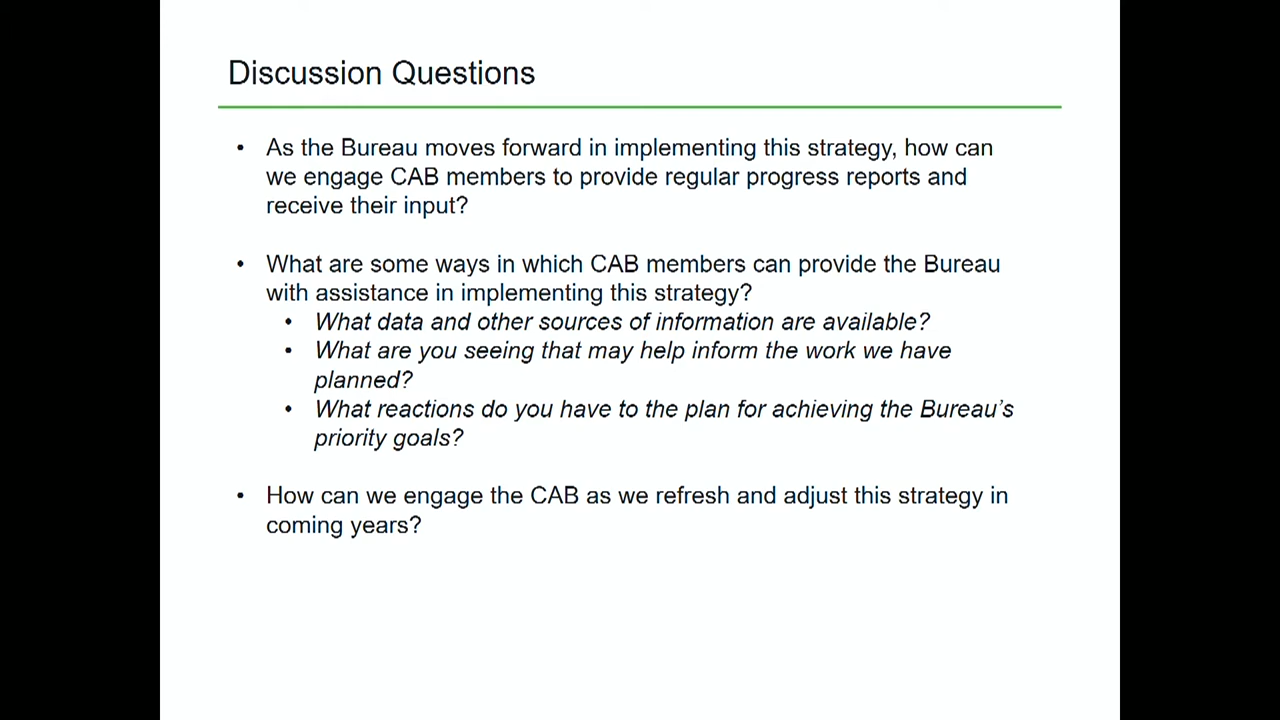 Discussion Questions
• As the Bureau moves forward in implementing this strategy, how can
we engage CAB members to provide regular progress reports and
receive their input?
• What are some ways in which CAB members can provide the Bureau
with assistance in implementing this strategy?
• What data and other sources of information are available?
• What are you seeing that may help inform the work we have
planned?
• What reactions do you have to the plan for achieving the Bureau’s
priority goals?
• How can we engage the CAB as we refresh and adjust this strategy in
coming years?